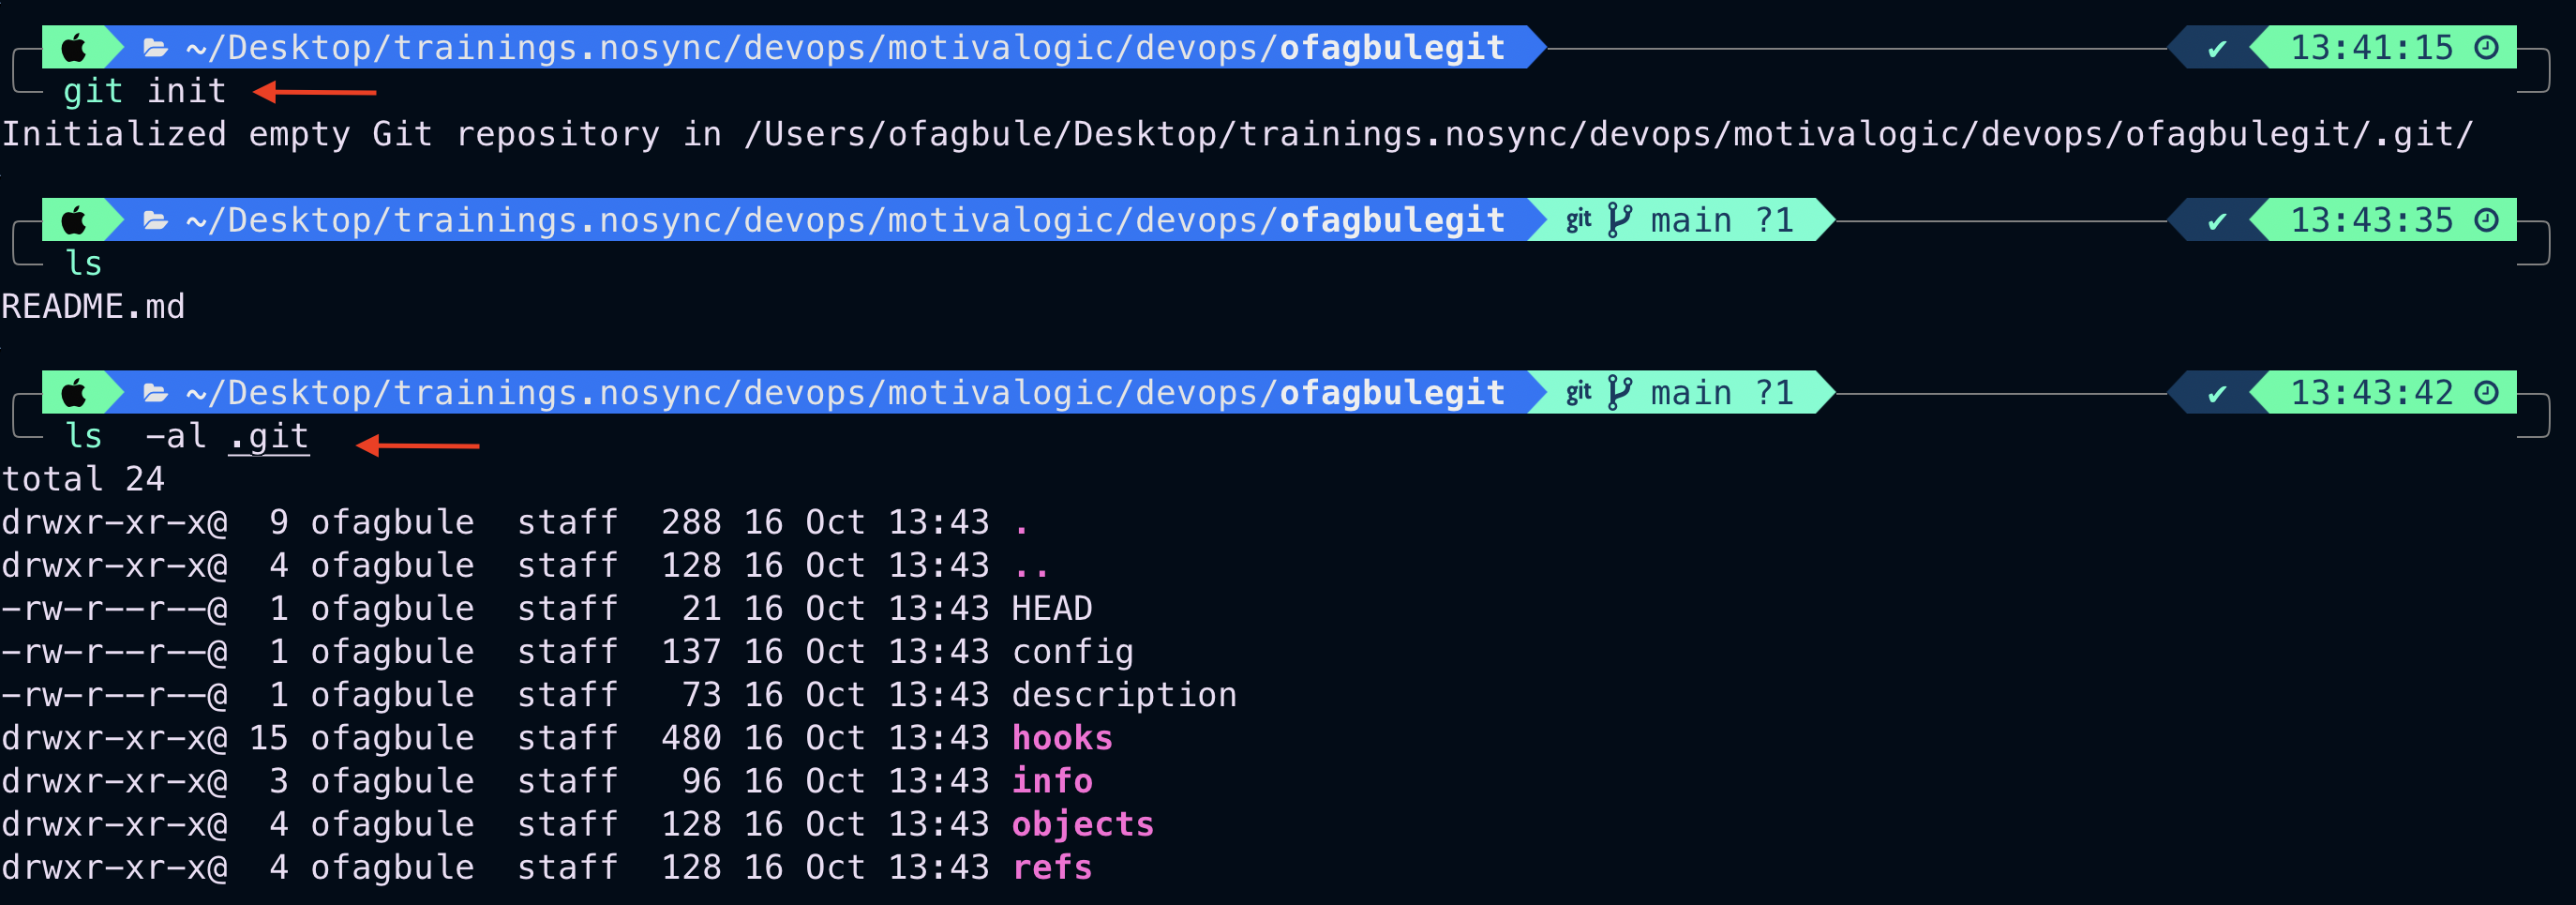 ~/Desktop/trainings.nosync/devops/motivalogic/devops/ofagbulegit ✔ 13:41:15
git init
Initialized empty Git repository in /Users/ofagbule/Desktop/trainings.nosync/devops/motivalogic/devops/ofagbulegit/.git/
~/Desktop/trainings.nosync/devops/motivalogic/devops/ofagbulegit git main ?1 ✔ 13:43:35
ls
README.md
~/Desktop/trainings.nosync/devops/motivalogic/devops/ofagbulegit git main ?1 ✔ 13:43:42
ls  -al .git
total 24
drwxr-xr-x@  9 ofagbule  staff  288 16 Oct 13:43 .
drwxr-xr-x@  4 ofagbule  staff  128 16 Oct 13:43 ..
-rw-r--r--@  1 ofagbule  staff   21 16 Oct 13:43 HEAD
-rw-r--r--@  1 ofagbule  staff  137 16 Oct 13:43 config
-rw-r--r--@  1 ofagbule  staff   73 16 Oct 13:43 description
drwxr-xr-x@ 15 ofagbule  staff  480 16 Oct 13:43 hooks
drwxr-xr-x@  3 ofagbule  staff   96 16 Oct 13:43 info
drwxr-xr-x@  4 ofagbule  staff  128 16 Oct 13:43 objects
drwxr-xr-x@  4 ofagbule  staff  128 16 Oct 13:43 refs